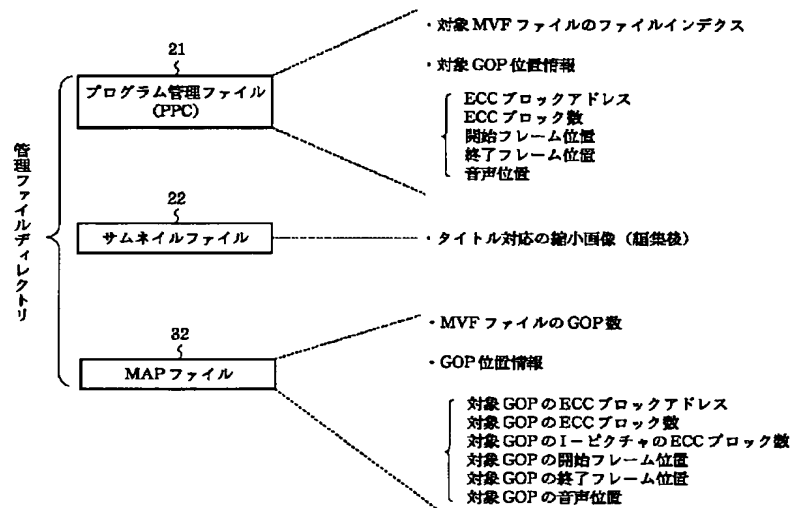 管理ファイルディレクトリ
21
プログラム管理ファイル
(PPC)
・対象 MVF ファイルのファイルインデクス
・対象 GOP 位置情報
ECC ブロックアドレス
ECC ブロック数
開始フレーム位置
終了フレーム位置
音声位置
22
サムネイルファイル
・タイトル対応の縮小画像（編集後）
32
MAP ファイル
・MVF ファイルの GOP 数
・GOP 位置情報
対象 GOP の ECC ブロックアドレス
対象 GOP の ECC ブロック数
対象 GOP の I－ピクチャの ECC ブロック数
対象 GOP の開始フレーム位置
対象 GOP の終了フレーム位置
対象 GOP の音声位置